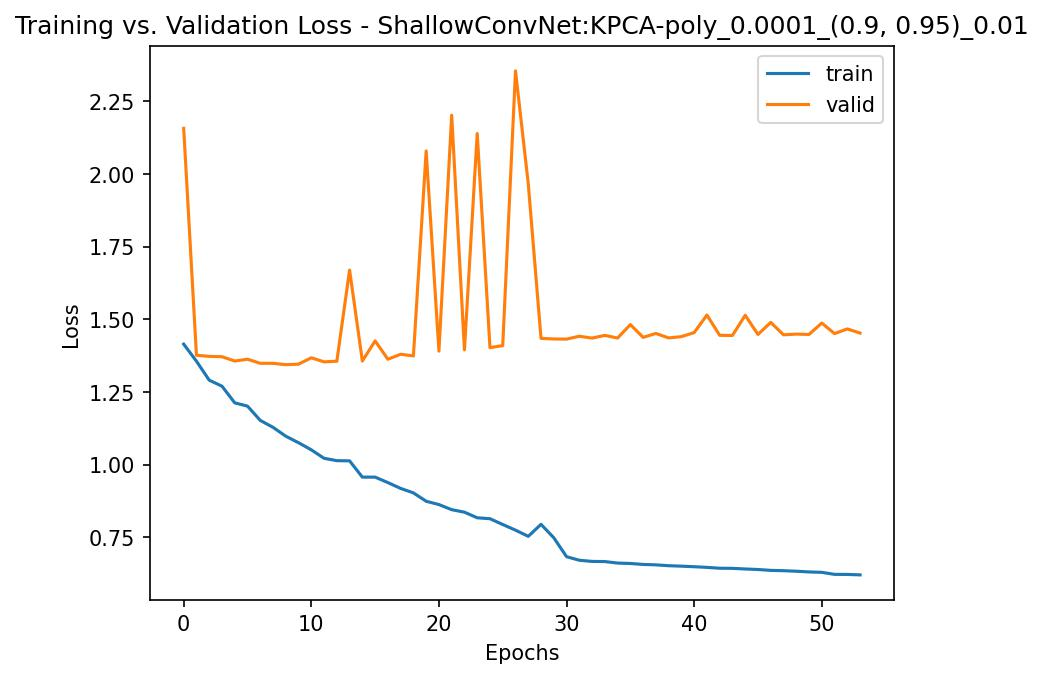 Training vs. Validation Loss - ShallowConvNet:KPCA-poly_0.0001_(0.9, 0.95)_0.01
train
valid
2.25
2.00
1.75
1.50
1.25
1.00
0.75
Loss
0
10
20
30
40
50
Epochs